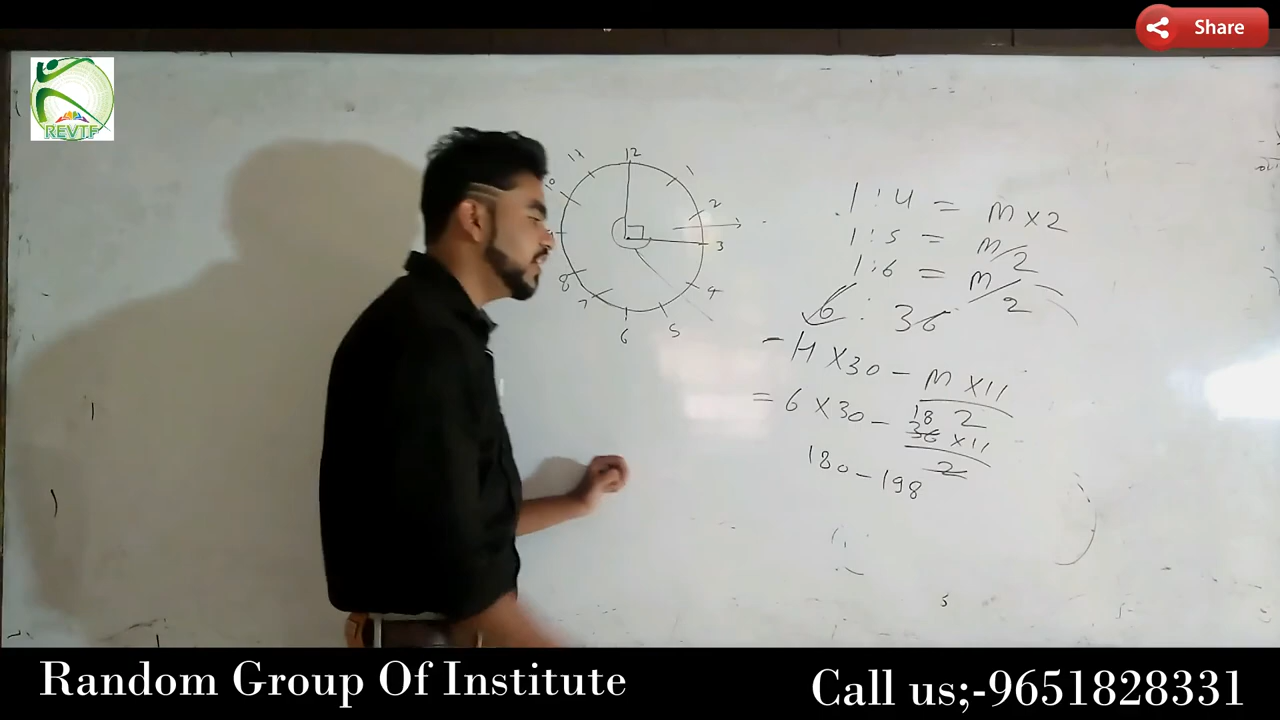 Share
REVTF
12
11
1
10
2
3
8
4
7
5
6
1:4 = M×2
1:5 = M/2
1:6 = M/2
6 : 36
- H×30 - M×11
2
= 6×30 - 36×11
18
2
180-198
Random Group Of Institute
Call us;-9651828331